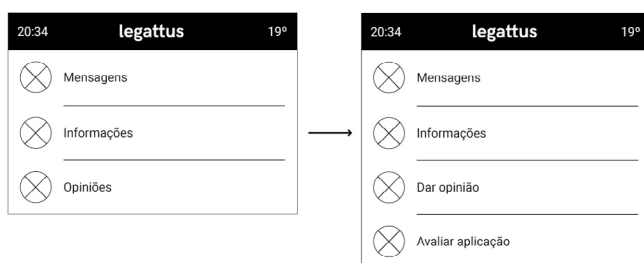 20:34 legattus 19º
Mensagens
Informações
Opiniões
20:34 legattus 19º
Mensagens
Informações
Dar opinião
Avaliar aplicação